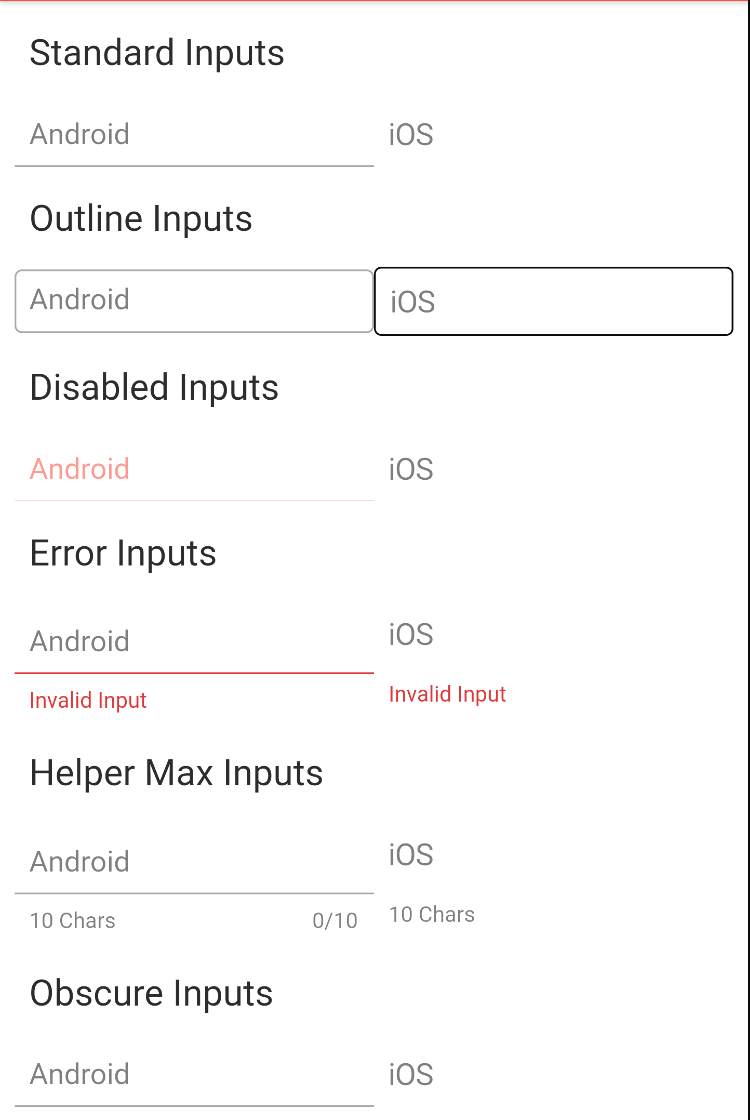 Standard Inputs
Android iOS
Outline Inputs
Android iOS
Disabled Inputs
Android iOS
Error Inputs
Android iOS
Invalid Input Invalid Input
Helper Max Inputs
Android iOS
10 Chars 0/10 10 Chars
Obscure Inputs
Android iOS